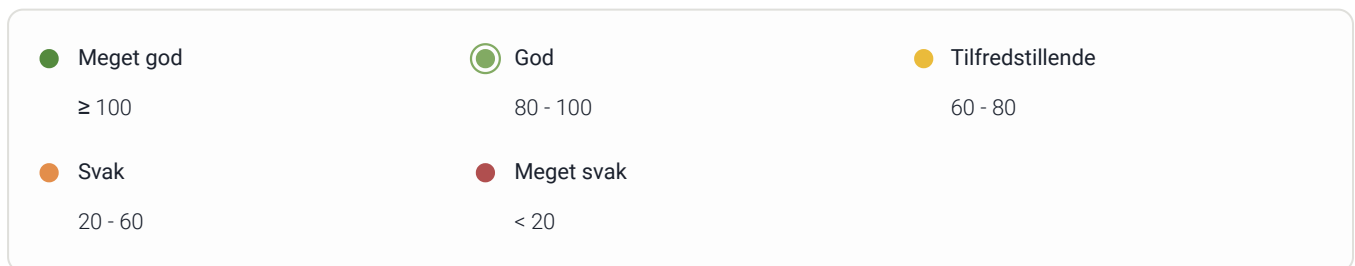 Meget god
≥ 100
God
80 - 100
Tilfredstillende
60 - 80
Svak
20 - 60
Meget svak
< 20